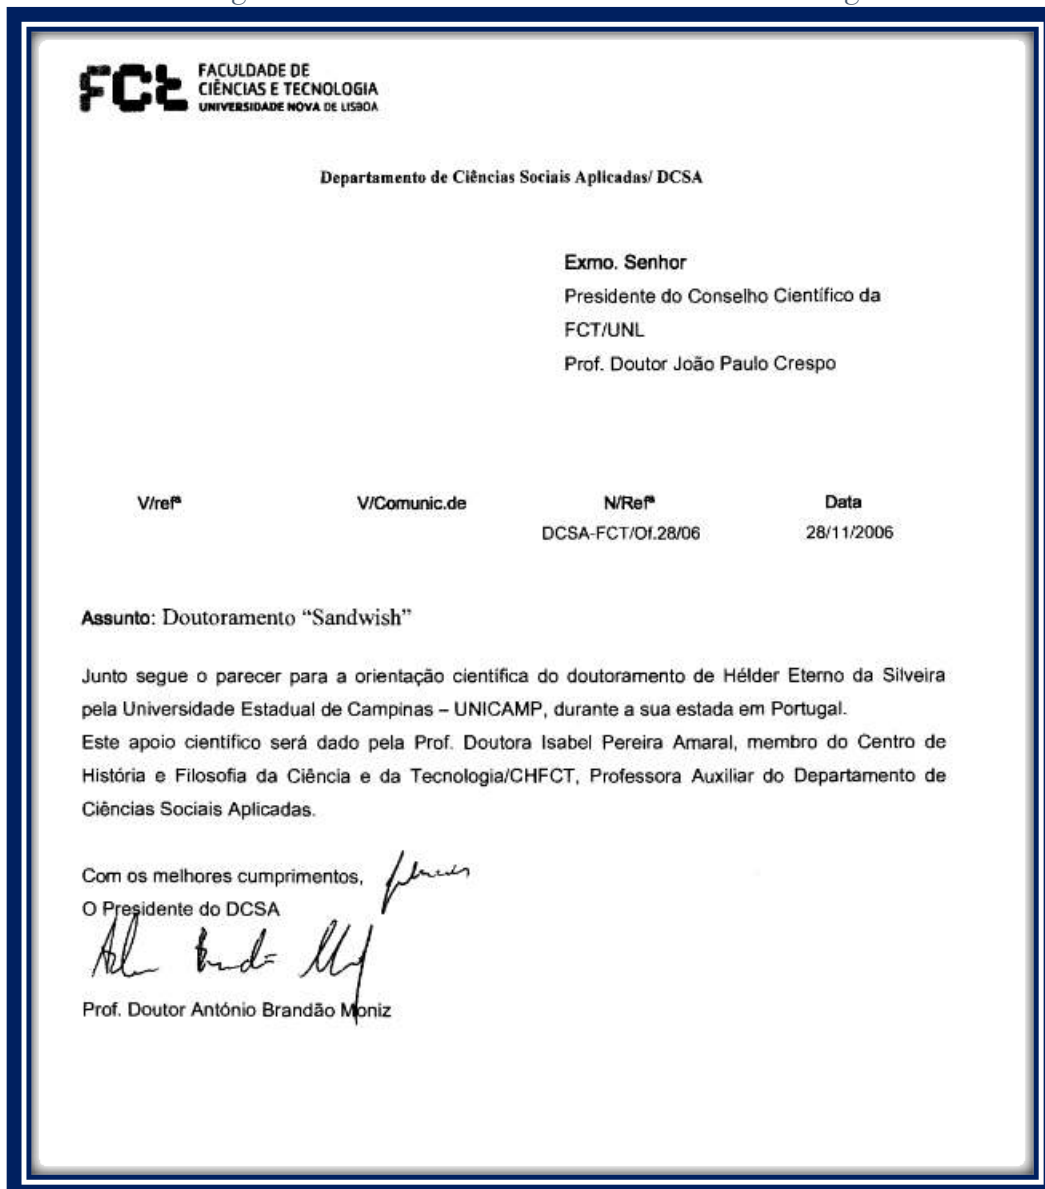 FCt FACULDADE DE
CIÊNCIAS E TECNOLOGIA
UNIVERSIDADE NOVA DE LISBOA
Departamento de Ciências Sociais Aplicadas/ DCSA
Exmo. Senhor
Presidente do Conselho Científico da
FCT/UNL
Prof. Doutor João Paulo Crespo
V/refª V/Comunic.de N/Refª Data
DCSA-FCT/Of.28/06 28/11/2006
Assunto: Doutoramento “Sandwish”
Junto segue o parecer para a orientação científica do doutoramento de Hélder Eterno da Silveira
pela Universidade Estadual de Campinas – UNICAMP, durante a sua estada em Portugal.
Este apoio científico será dado pela Prof. Doutora Isabel Pereira Amaral, membro do Centro de
História e Filosofia da Ciência e da Tecnologia/CHFCT, Professora Auxiliar do Departamento de
Ciências Sociais Aplicadas.
Com os melhores cumprimentos,
O Presidente do DCSA
Prof. Doutor António Brandão Moniz